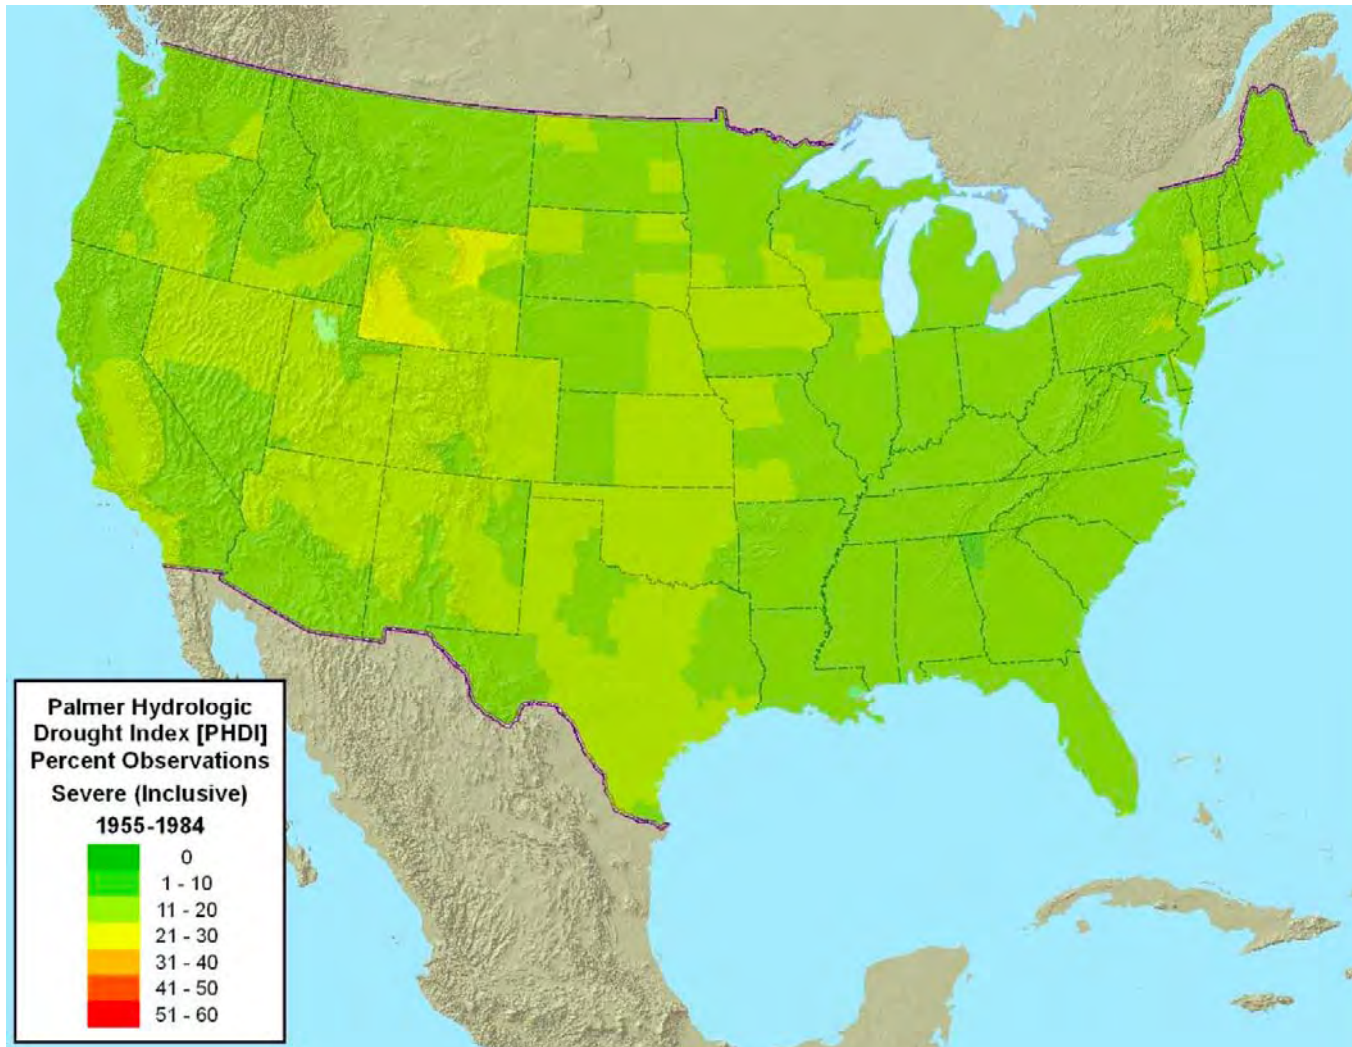 Palmer Hydrologic
Drought Index [PHDI]
Percent Observations
Severe (Inclusive)
1955-1984
0
1 - 10
11 - 20
21 - 30
31 - 40
41 - 50
51 - 60